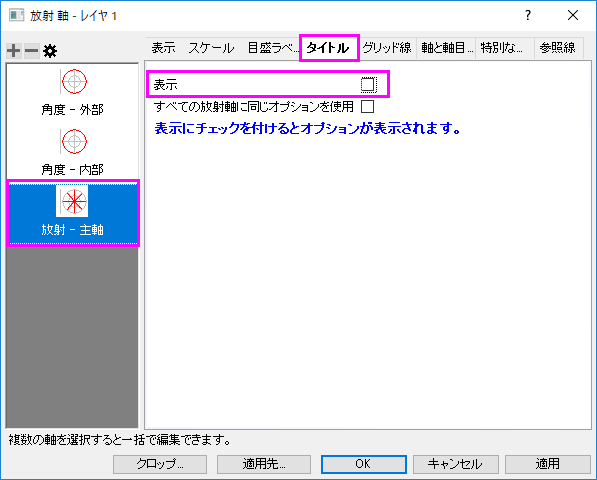 放射 軸 - レイヤ 1
表示 スケール 目盛ラベ... タイトル グリッド線 軸と軸目... 特別な... 参照線
角度 - 外部
角度 - 内部
放射 - 主軸
表示
すべての放射軸に同じオプションを使用
表示にチェックを付けるとオプションが表示されます。
複数の軸を選択すると一括で編集できます。
クロップ... 適用先... OK キャンセル 適用